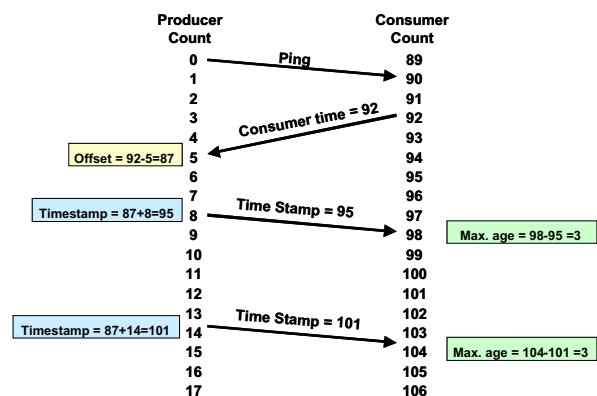 Producer Count
Consumer Count
0 89
Ping
1 90
2 91
3 92
Consumer time = 92
4 93
Offset = 92-5=87
5 94
6 95
7 96
Timestamp = 87+8=95
8 97
Time Stamp = 95
9 98
Max. age = 98-95 =3
10 99
11 100
12 101
13 102
Timestamp = 87+14=101
14 103
Time Stamp = 101
15 104
Max. age = 104-101 =3
16 105
17 106